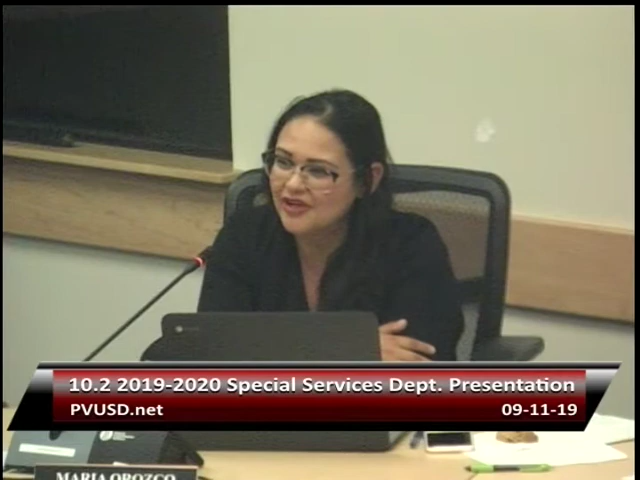 10.2 2019-2020 Special Services Dept. Presentation
PVUSD.net 09-11-19
MARIA OROZCO